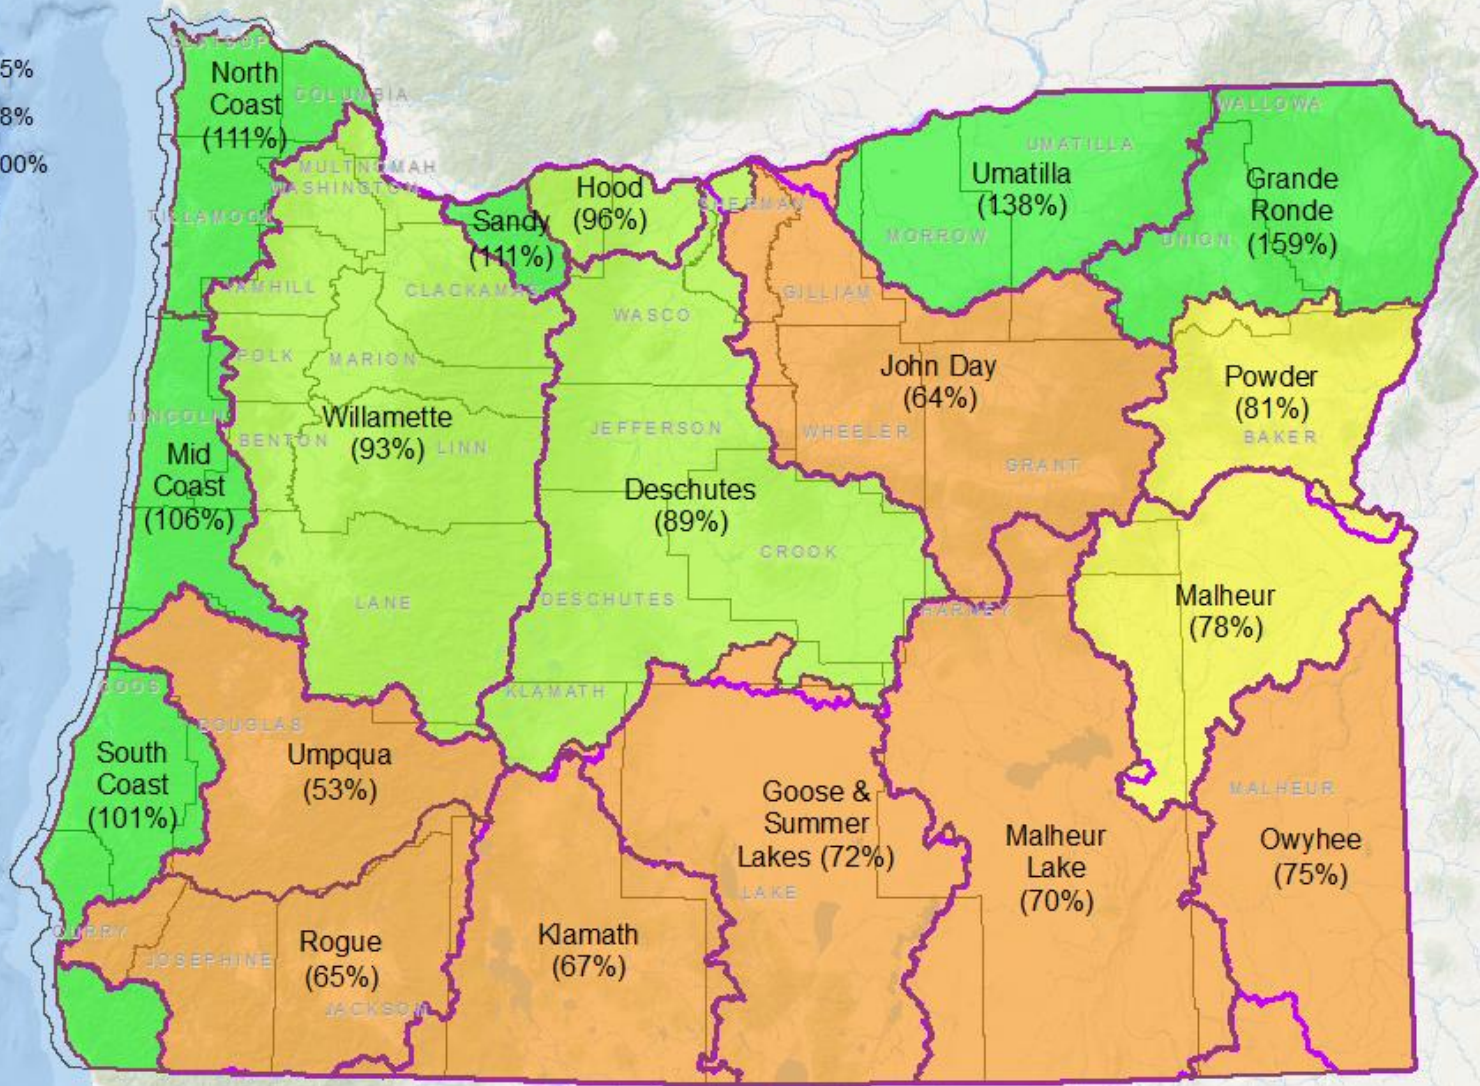 5%
8%
00%
CLATSOP
North
Coast
(111%)
COLUMBIA
MULTNOMAH
WASHINGTON
TILLAMOOK
YAMHILL
CLACKAMAS
Sandy
(111%)
Hood
(96%)
SHERMAN
Umatilla
(138%)
UMATILLA
MORROW
WALLOWA
Grande
Ronde
(159%)
UNION
GILLIAM
WASCO
POLK
MARION
Willamette
(93%)
BENTON
LINN
LINCOLN
Mid
Coast
(106%)
JEFFERSON
Deschutes
(89%)
CROOK
DESCHUTES
John Day
(64%)
WHEELER
GRANT
Powder
(81%)
BAKER
LANE
HARNEY
Malheur
(78%)
KLAMATH
COOS
DOUGLAS
South
Coast
(101%)
Umpqua
(53%)
Goose &
Summer
Lakes (72%)
LAKE
Malheur
Lake
(70%)
MALHEUR
Owyhee
(75%)
CURRY
JOSEPHINE
Rogue
(65%)
JACKSON
Klamath
(67%)